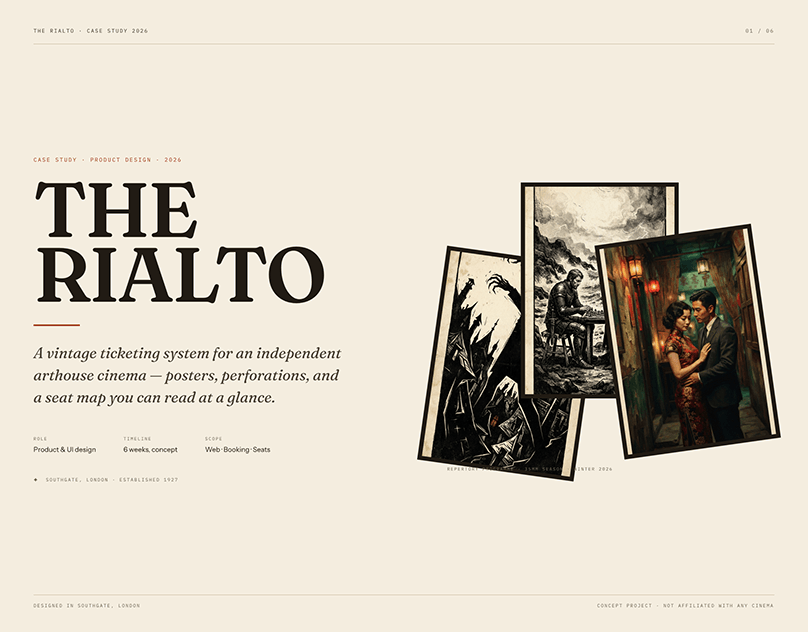 THE RIALTO · CASE STUDY 2026
01 / 06
CASE STUDY · PRODUCT DESIGN · 2026
THE
RIALTO
A vintage ticketing system for an independent
arthouse cinema — posters, perforations, and
a seat map you can read at a glance.
ROLE
Product & UI design
TIMELINE
6 weeks, concept
SCOPE
Web · Booking · Seats
SOUTHGATE, LONDON · ESTABLISHED 1927
REPERTORY
DESIGNED IN SOUTHGATE, LONDON
CONCEPT PROJECT · NOT AFFILIATED WITH ANY CINEMA